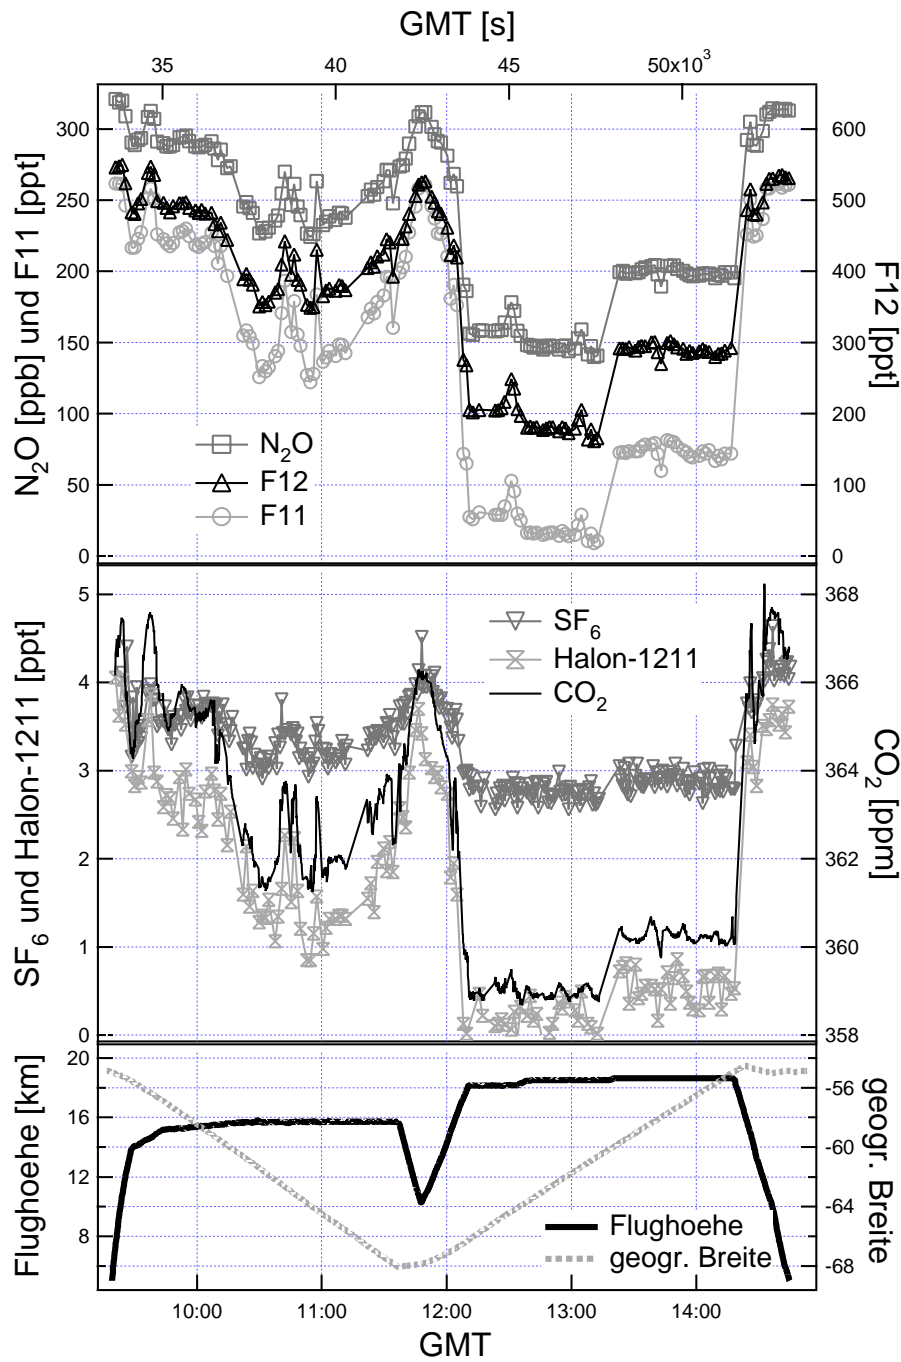 GMT [s]
35 40 45 50x10³
300
250
200
150
100
50
0
N₂O [ppb] und F11 [ppt]
600
500
400
300
200
100
0
F12 [ppt]
N₂O
F12
F11
5
4
3
2
1
0
SF₆ und Halon-1211 [ppt]
368
366
364
362
360
358
CO₂ [ppm]
SF₆
Halon-1211
CO₂
20
16
12
8
Flughoehe [km]
-56
-60
-64
-68
geogr. Breite
Flughoehe
geogr. Breite
10:00 11:00 12:00 13:00 14:00
GMT